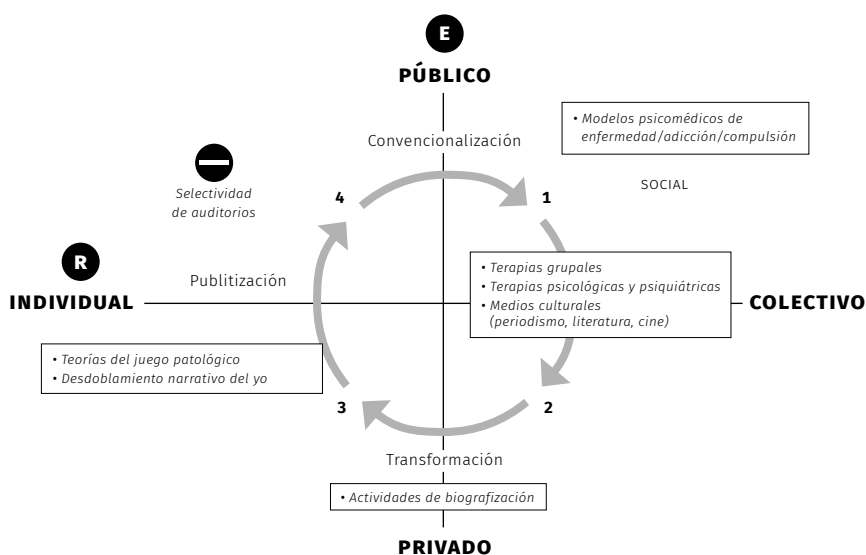 E
PÚBLICO
• Modelos psicomédicos de
enfermedad/adicción/compulsión
Convencionalización
SOCIAL
Selectividad
de auditorios
4
1
R
INDIVIDUAL
Publitización
• Terapias grupales
• Terapias psicológicas y psiquiátricas
• Medios culturales
(periodismo, literatura, cine)
COLECTIVO
• Teorías del juego patológico
• Desdoblamiento narrativo del yo
3
2
Transformación
• Actividades de biografización
PRIVADO